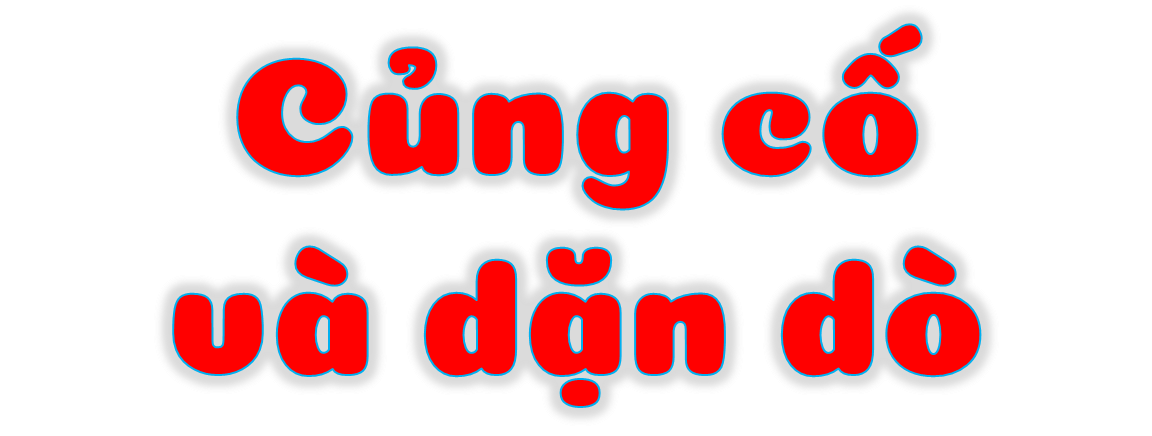 Củng cố
và dặn dò